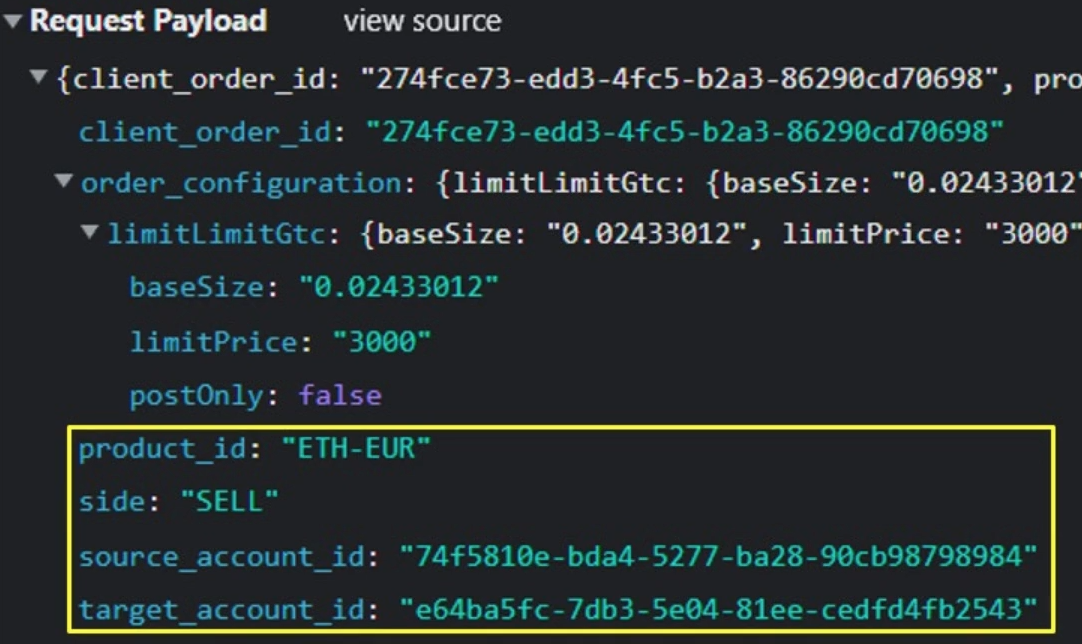 Request Payload view source
{client_order_id: "274fce73-edd3-4fc5-b2a3-86290cd70698", pro
client_order_id: "274fce73-edd3-4fc5-b2a3-86290cd70698"
order_configuration: {limitLimitGtc: {baseSize: "0.02433012"
limitLimitGtc: {baseSize: "0.02433012", limitPrice: "3000"
baseSize: "0.02433012"
limitPrice: "3000"
postOnly: false
product_id: "ETH-EUR"
side: "SELL"
source_account_id: "74f5810e-bda4-5277-ba28-90cb98798984"
target_account_id: "e64ba5fc-7db3-5e04-81ee-cedfd4fb2543"